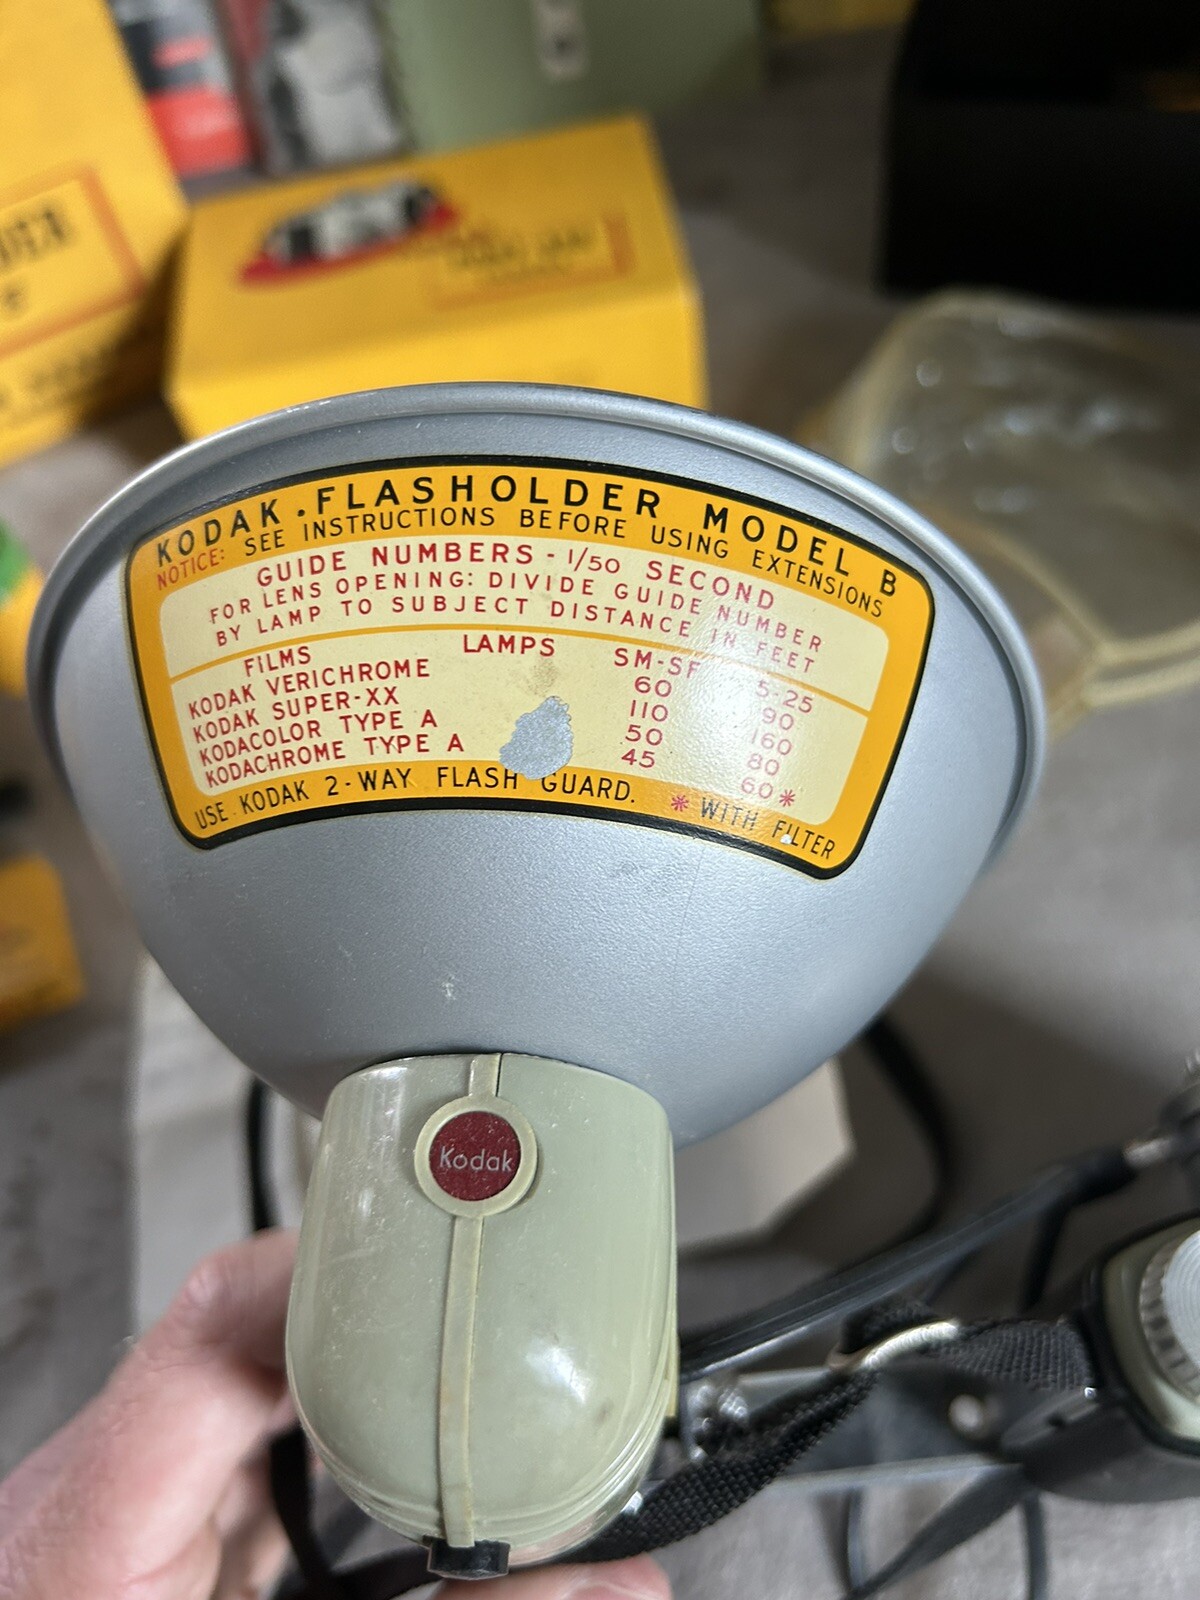 KODAK . FLASHOLDER MODEL B
NOTICE: SEE INSTRUCTIONS BEFORE USING EXTENSIONS
GUIDE NUMBERS - 1/50 SECOND
FOR LENS OPENING: DIVIDE GUIDE NUMBER
BY LAMP TO SUBJECT DISTANCE IN FEET
FILMS LAMPS SM-SF 5-25
KODAK VERICHROME 60 90
KODAK SUPER-XX 110 160
KODACOLOR TYPE A 50 80
KODACHROME TYPE A 45 60*
USE KODAK 2-WAY FLASH GUARD. * WITH FILTER
Kodak